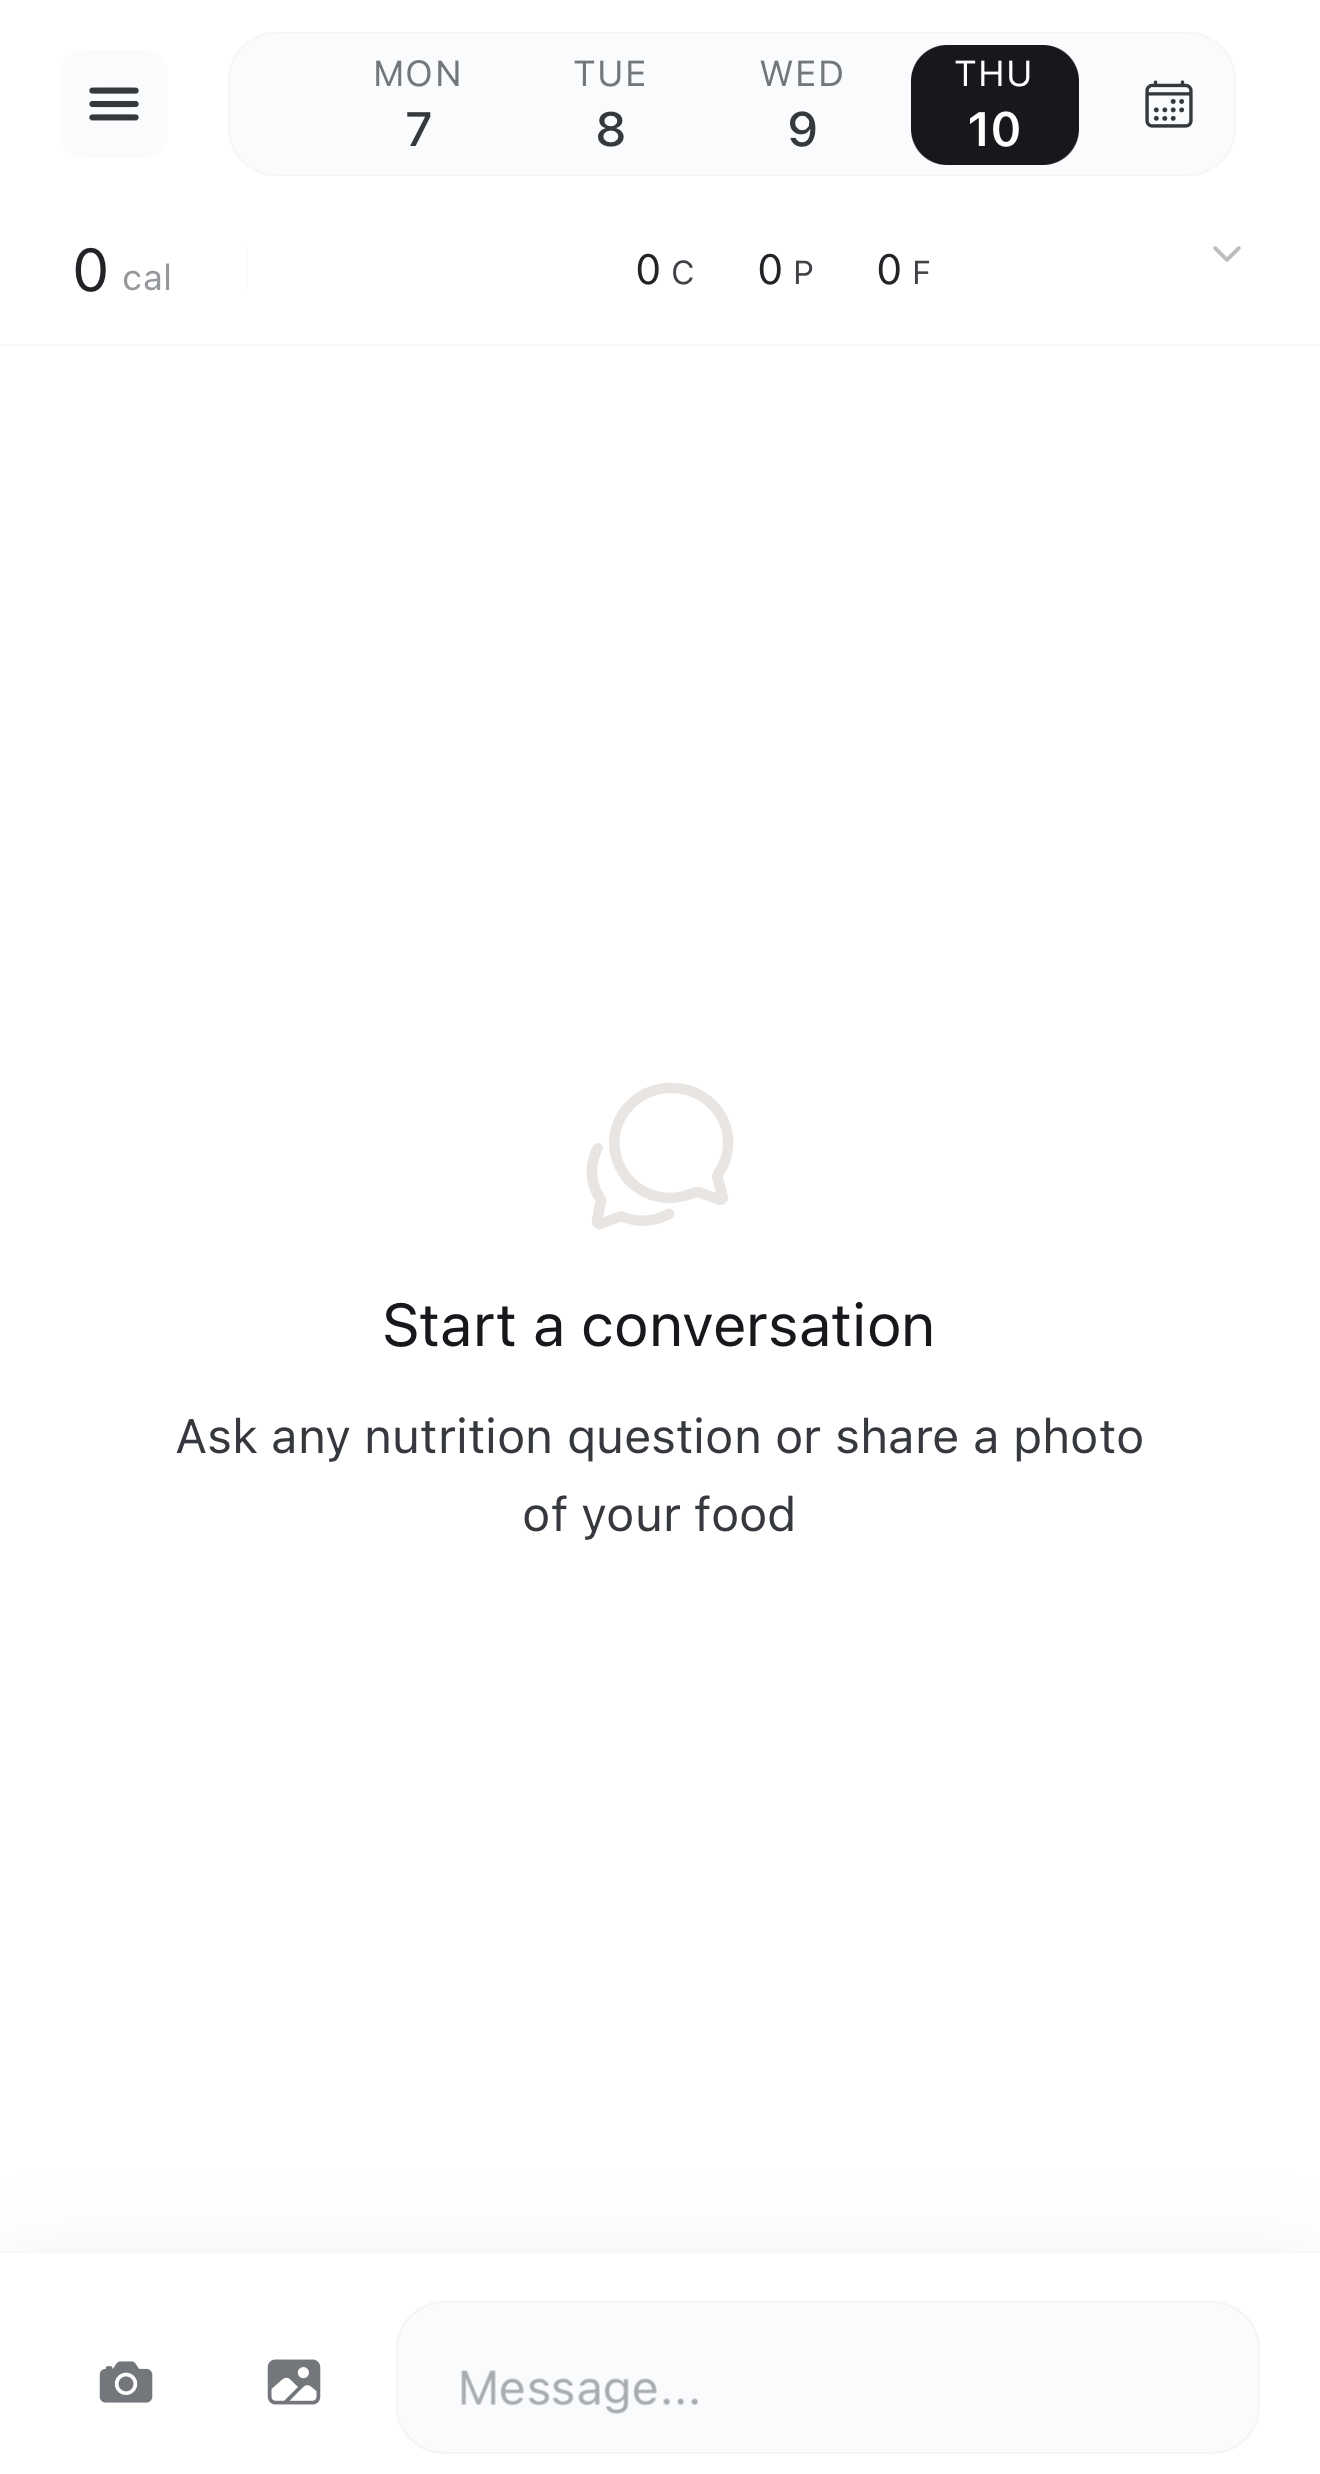 MON TUE WED THU
7 8 9 10
0 cal 0 C 0 P 0 F
Start a conversation
Ask any nutrition question or share a photo
of your food
Message...